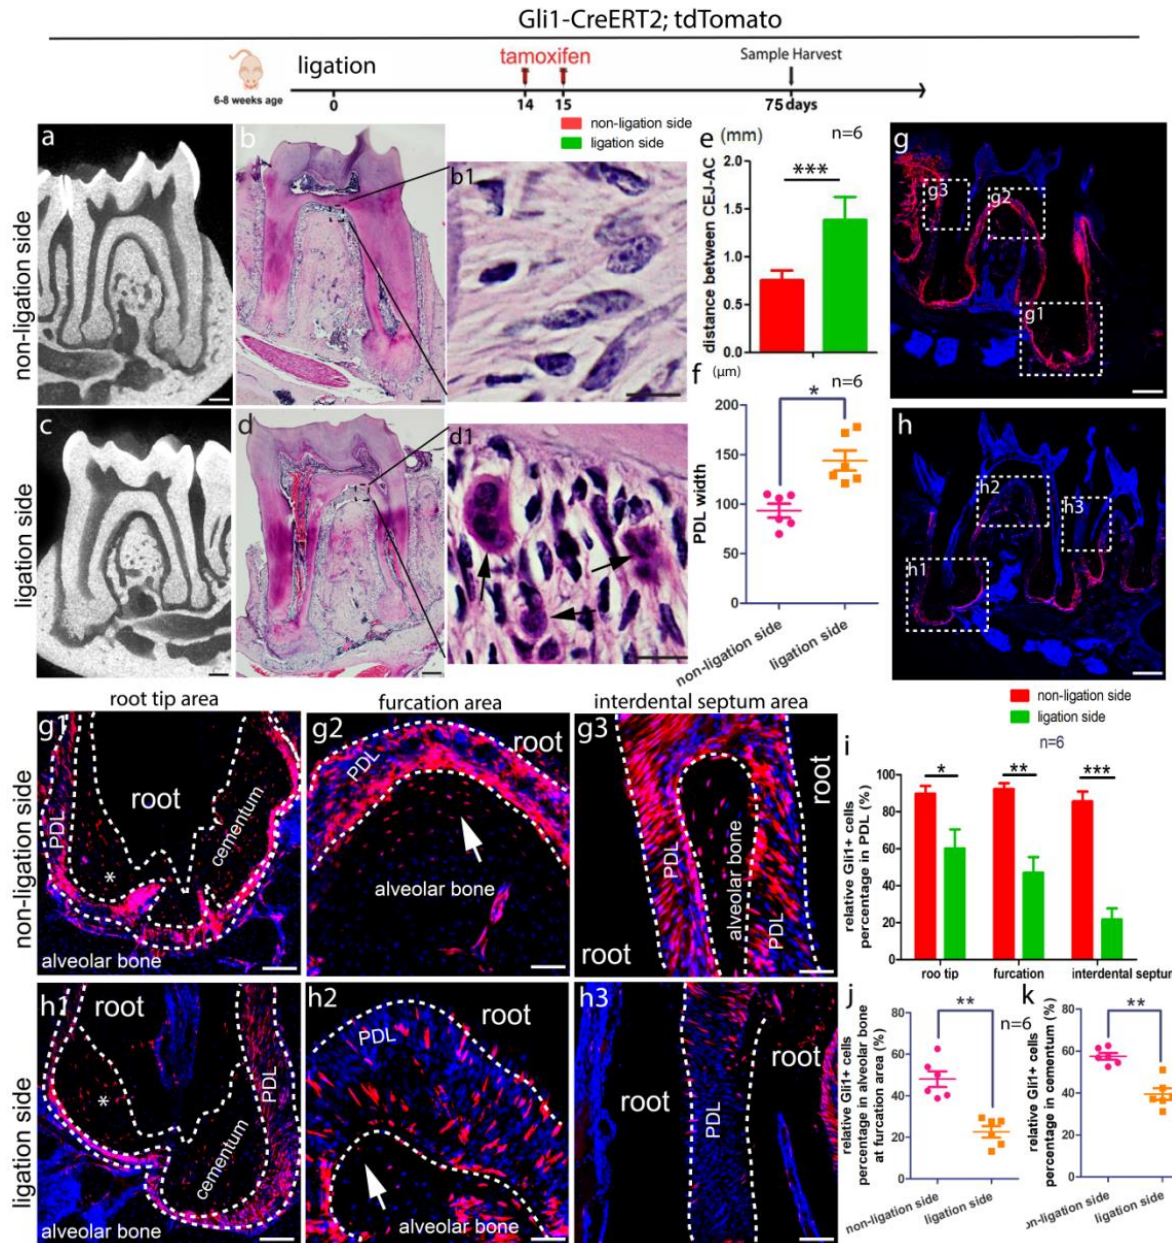 Gli1-CreERT2; tdTomato
ligation
tamoxifen
Sample Harvest
6-8 weeks age
0
14
15
75 days
non-ligation side
ligation side
a
b
b1
e
(mm)
n=6
***
distance between CEJ-AC
2.0
1.5
1.0
0.5
0.0
g
g3
g2
g1
non-ligation side
c
d
d1
f
(μm)
n=6
*
PDL width
200
150
100
50
0
non-ligation side
ligation side
h
h2
h3
h1
ligation side
root tip area
furcation area
interdental septum area
g1
PDL
root
cementum
*
alveolar bone
g2
root
PDL
alveolar bone
g3
root
PDL
alveolar bone
PDL
root
non-ligation side
h1
root
*
PDL
cementum
alveolar bone
h2
root
PDL
alveolar bone
h3
root
PDL
root
ligation side
non-ligation side
ligation side
n=6
i
relative Gli1+ cells
percentage in PDL (%)
100
80
60
40
20
0
*
**
***
roo tip
furcation
interdental septum
j
**
n=6
relative Gli1+ cells
percentage in alveolar bone
at furcation area (%)
80
60
40
20
0
non-ligation side
ligation side
k
**
relative Gli1+ cells
percentage in cementum (%)
80
60
40
20
0
on-ligation side
ligation side